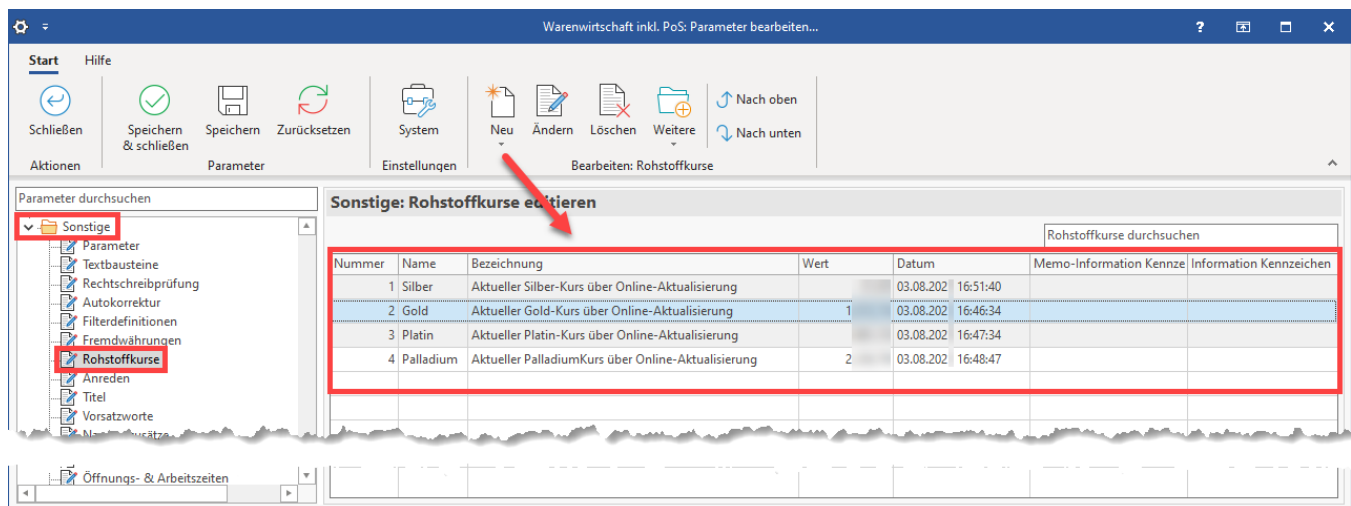 Warenwirtschaft inkl. PoS: Parameter bearbeiten...
Start Hilfe
Schließen
Speichern & schließen
Speichern
Zurücksetzen
System
Neu
Ändern
Löschen
Weitere
Nach oben
Nach unten
Aktionen
Parameter
Einstellungen
Bearbeiten: Rohstoffkurse
Parameter durchsuchen
Sonstige
Parameter
Textbausteine
Rechtschreibprüfung
Autokorrektur
Filterdefinitionen
Fremdwährungen
Rohstoffkurse
Anreden
Titel
Vorsatzworte
Öffnungs- & Arbeitszeiten
Sonstige: Rohstoffkurse editieren
Rohstoffkurse durchsuchen
Nummer Name Bezeichnung Wert Datum Memo-Information Kennze Information Kennzeichen
1 Silber Aktueller Silber-Kurs über Online-Aktualisierung 03.08.202 16:51:40
2 Gold Aktueller Gold-Kurs über Online-Aktualisierung 1 03.08.202 16:46:34
3 Platin Aktueller Platin-Kurs über Online-Aktualisierung 03.08.202 16:47:34
4 Palladium Aktueller PalladiumKurs über Online-Aktualisierung 2 03.08.202 16:48:47